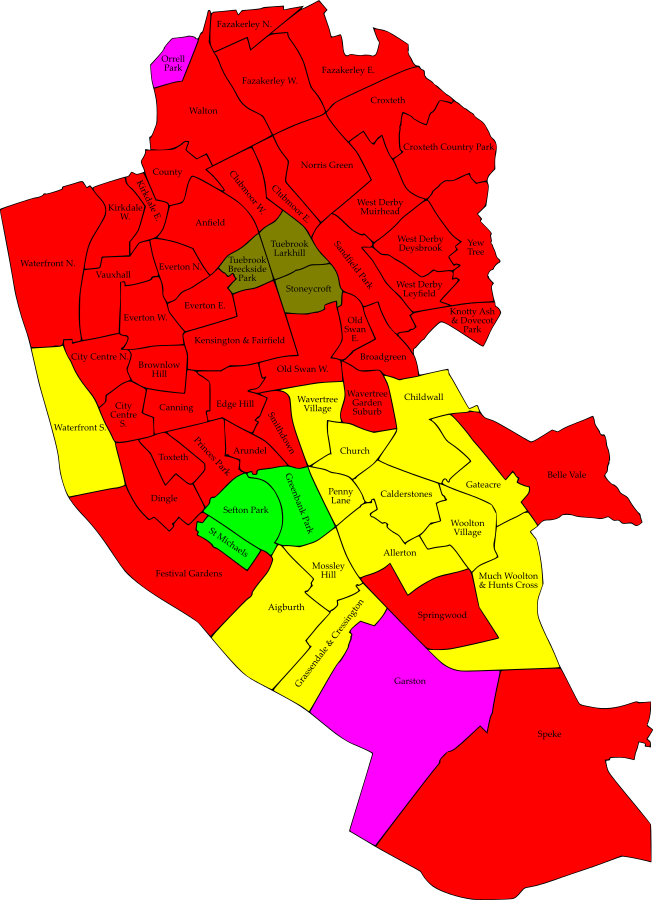 Fazakerley N.
Orrell
Park
Fazakerley W.
Fazakerley E.
Walton
Croxteth
Croxteth Country Park
County
Norris Green
Clubmoor W.
Clubmoor E.
Kirkdale
W.
Kirkdale E.
Anfield
West Derby
Muirhead
West Derby
Deysbrook
Yew
Tree
Waterfront N.
Vauxhall
Everton N.
Tuebrook
Breckside
Park
Tuebrook
Larkhill
Sandfield Park
Stoneycroft
West Derby
Leyfield
Everton W.
Everton E.
Knotty Ash
& Dovecot
Park
Old
Swan
E.
Kensington & Fairfield
Broadgreen
City Centre N.
Brownlow
Hill
Old Swan W.
City
Centre
S.
Canning
Edge Hill
Smithdown
Wavertree
Village
Wavertree
Garden
Suburb
Childwall
Waterfront S.
Toxteth
Princes Park
Arundel
Church
Belle Vale
Dingle
Sefton Park
Greenbank Park
Penny
Lane
Calderstones
Gateacre
St Michaels
Woolton
Village
Allerton
Festival Gardens
Mossley
Hill
Much Woolton
& Hunts Cross
Aigburth
Grassendale & Cressington
Springwood
Garston
Speke